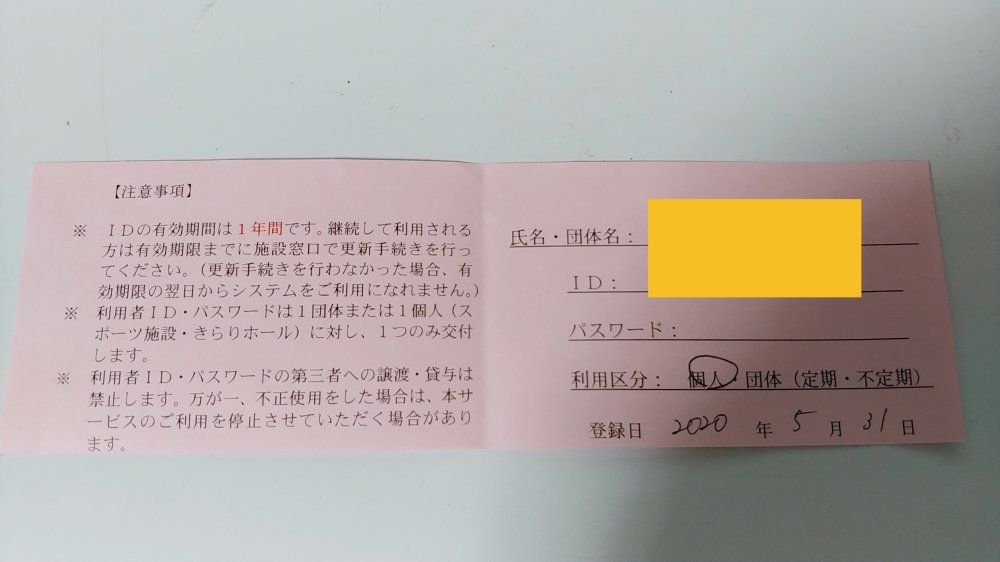 【注意事項】
※ ＩＤの有効期間は１年間です。継続して利用される
方は有効期限までに施設窓口で更新手続きを行っ
てください。（更新手続きを行わなかった場合、有
効期限の翌日からシステムをご利用になれません。）
※ 利用者ＩＤ・パスワードは１団体または１個人（ス
ポーツ施設・きらりホール）に対し、１つのみ交付
します。
※ 利用者ＩＤ・パスワードの第三者への譲渡・貸与は
禁止します。万が一、不正使用をした場合は、本サ
ービスのご利用を停止させていただく場合があり
ます。
氏名・団体名：
ＩＤ：
パスワード：
利用区分： 個人・団体（定期・不定期）
登録日 2020 年 5 月 31 日